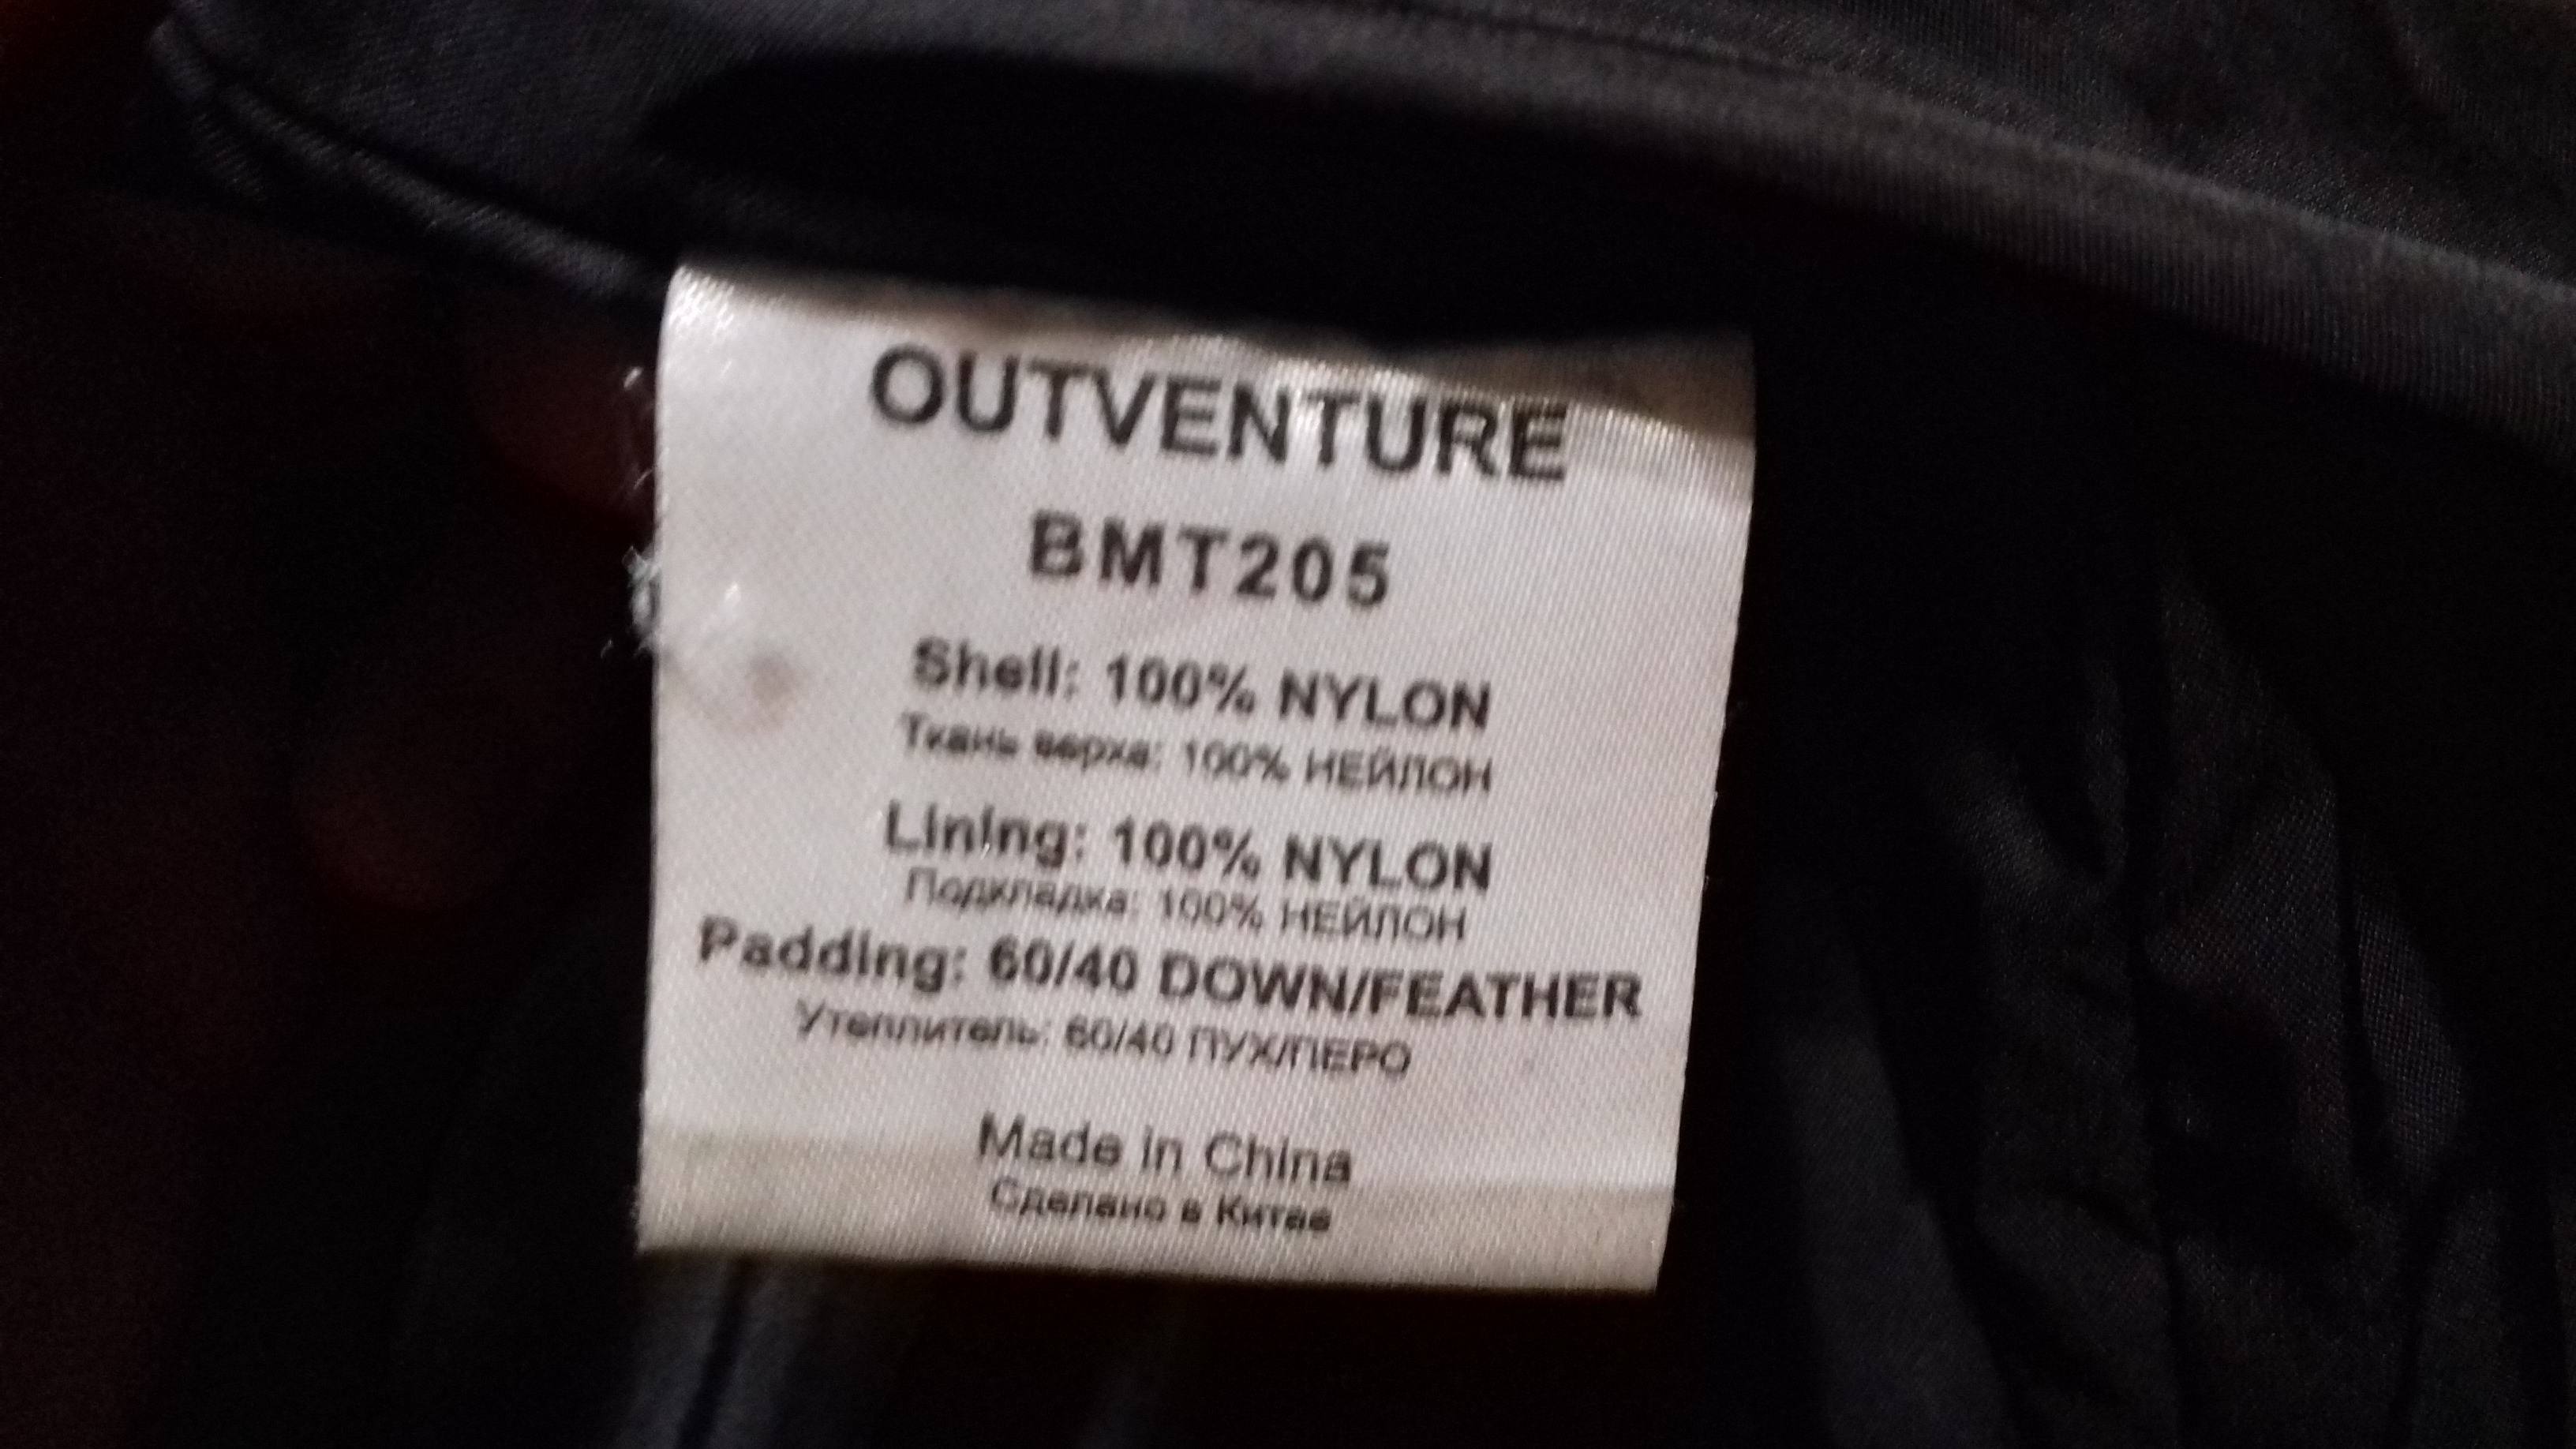 OUTVENTURE
BMT205
Shell: 100% NYLON
Ткань верха: 100% НЕЙЛОН
Lining: 100% NYLON
Подкладка: 100% НЕЙЛОН
Padding: 60/40 DOWN/FEATHER
Утеплитель: 60/40 ПУХ/ПЕРО
Made in China
Сделано в Китае